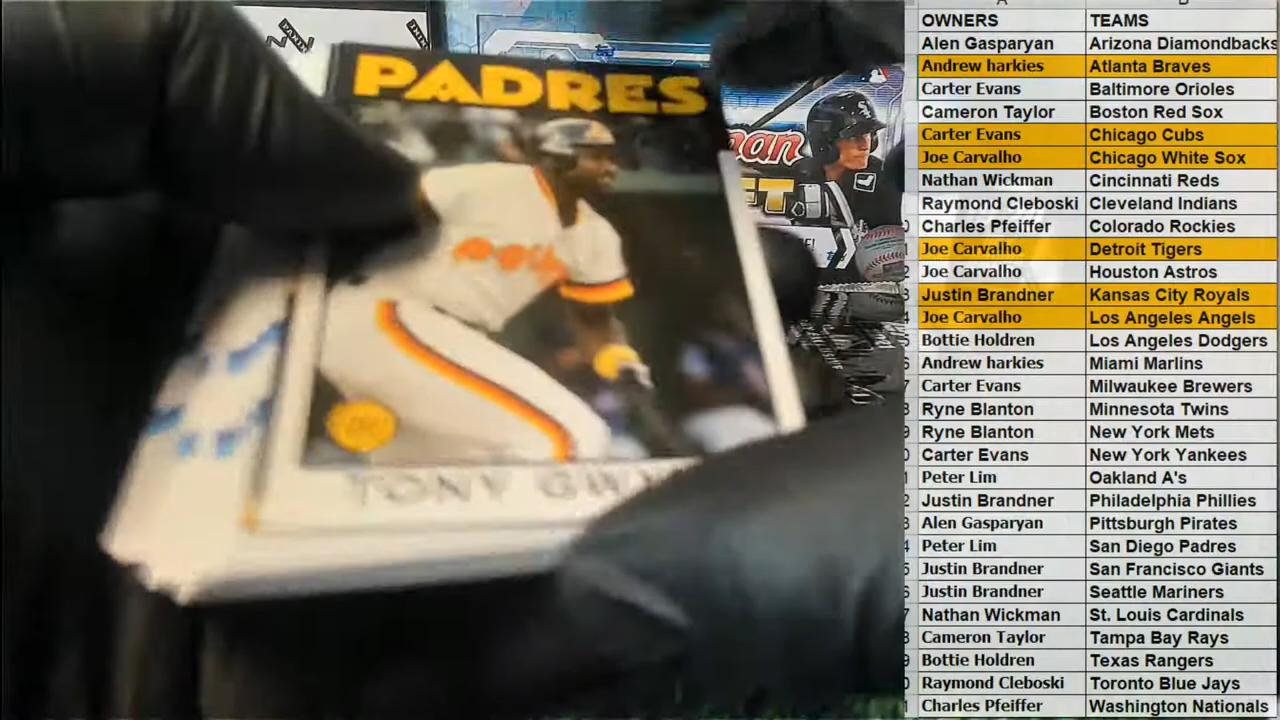 PADRES
TONY GW
man
ET
OWNERS TEAMS
Alen Gasparyan Arizona Diamondbacks
Andrew harkies Atlanta Braves
Carter Evans Baltimore Orioles
Cameron Taylor Boston Red Sox
Carter Evans Chicago Cubs
Joe Carvalho Chicago White Sox
Nathan Wickman Cincinnati Reds
Raymond Cleboski Cleveland Indians
Charles Pfeiffer Colorado Rockies
Joe Carvalho Detroit Tigers
Joe Carvalho Houston Astros
Justin Brandner Kansas City Royals
Joe Carvalho Los Angeles Angels
Bottie Holdren Los Angeles Dodgers
Andrew harkies Miami Marlins
Carter Evans Milwaukee Brewers
Ryne Blanton Minnesota Twins
Ryne Blanton New York Mets
Carter Evans New York Yankees
Peter Lim Oakland A's
Justin Brandner Philadelphia Phillies
Alen Gasparyan Pittsburgh Pirates
Peter Lim San Diego Padres
Justin Brandner San Francisco Giants
Justin Brandner Seattle Mariners
Nathan Wickman St. Louis Cardinals
Cameron Taylor Tampa Bay Rays
Bottie Holdren Texas Rangers
Raymond Cleboski Toronto Blue Jays
Charles Pfeiffer Washington Nationals